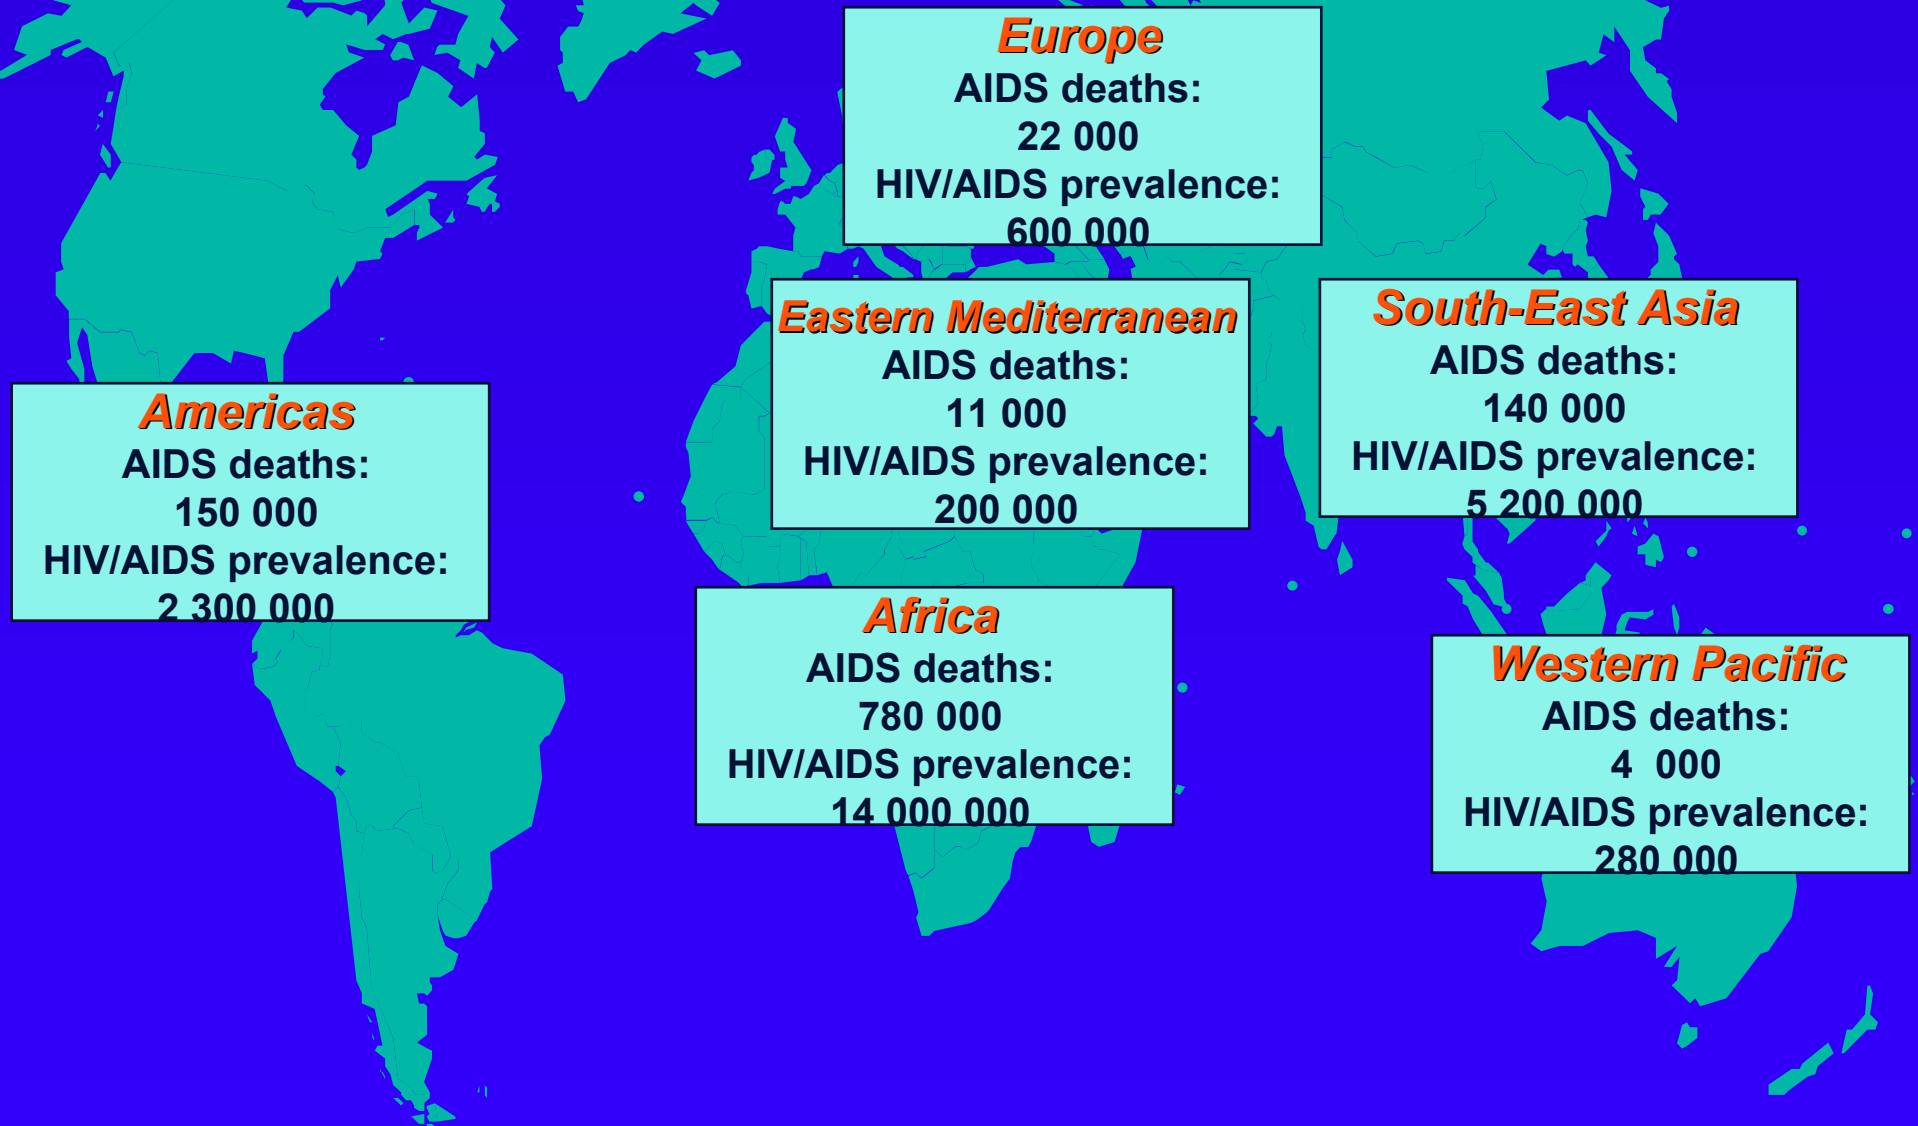 Europe
AIDS deaths:
22 000
HIV/AIDS prevalence:
600 000
Eastern Mediterranean
AIDS deaths:
11 000
HIV/AIDS prevalence:
200 000
South-East Asia
AIDS deaths:
140 000
HIV/AIDS prevalence:
5 200 000
Americas
AIDS deaths:
150 000
HIV/AIDS prevalence:
2 300 000
Africa
AIDS deaths:
780 000
HIV/AIDS prevalence:
14 000 000
Western Pacific
AIDS deaths:
4  000
HIV/AIDS prevalence:
280 000